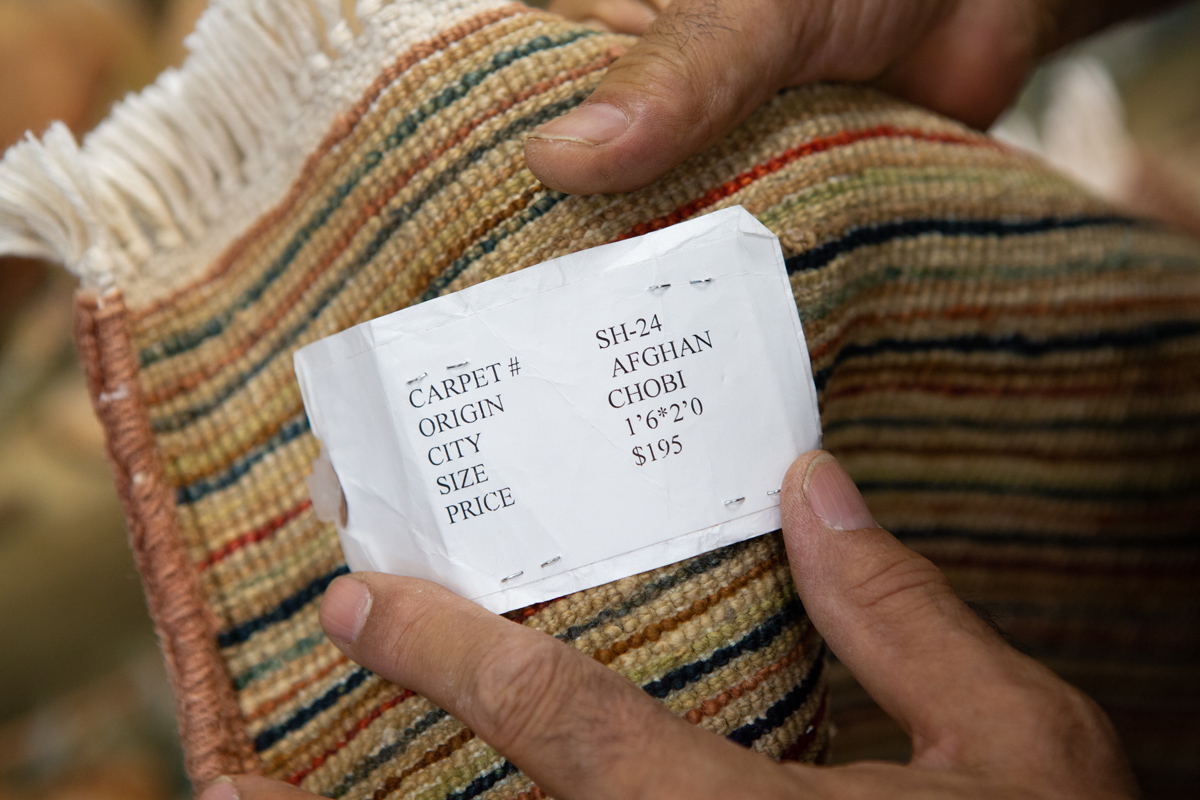 CARPET # SH-24
ORIGIN AFGHAN
CITY CHOBI
SIZE 1’6*2’0
PRICE $195